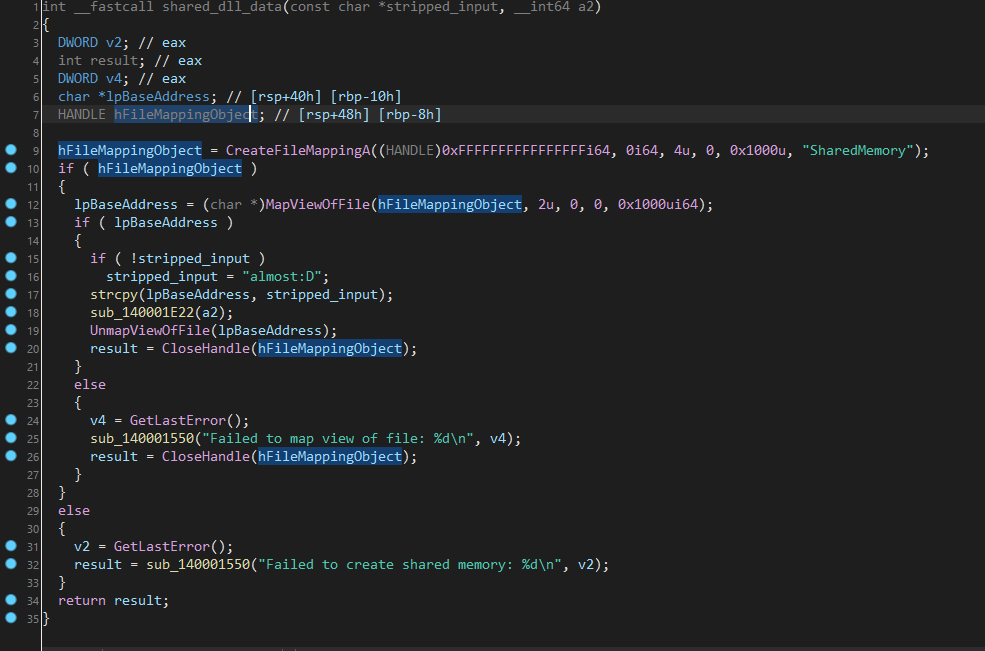 1 int __fastcall shared_dll_data(const char *stripped_input, __int64 a2)
2 {
3 DWORD v2; // eax
4 int result; // eax
5 DWORD v4; // eax
6 char *lpBaseAddress; // [rsp+40h] [rbp-10h]
7 HANDLE hFileMappingObject; // [rsp+48h] [rbp-8h]
8
9 hFileMappingObject = CreateFileMappingA((HANDLE)0xFFFFFFFFFFFFFFFFi64, 0i64, 4u, 0, 0x1000u, "SharedMemory");
10 if ( hFileMappingObject )
11 {
12 lpBaseAddress = (char *)MapViewOfFile(hFileMappingObject, 2u, 0, 0, 0x1000ui64);
13 if ( lpBaseAddress )
14 {
15 if ( !stripped_input )
16 stripped_input = "almost:D";
17 strcpy(lpBaseAddress, stripped_input);
18 sub_140001E22(a2);
19 UnmapViewOfFile(lpBaseAddress);
20 result = CloseHandle(hFileMappingObject);
21 }
22 else
23 {
24 v4 = GetLastError();
25 sub_140001550("Failed to map view of file: %d\n", v4);
26 result = CloseHandle(hFileMappingObject);
27 }
28 }
29 else
30 {
31 v2 = GetLastError();
32 result = sub_140001550("Failed to create shared memory: %d\n", v2);
33 }
34 return result;
35 }